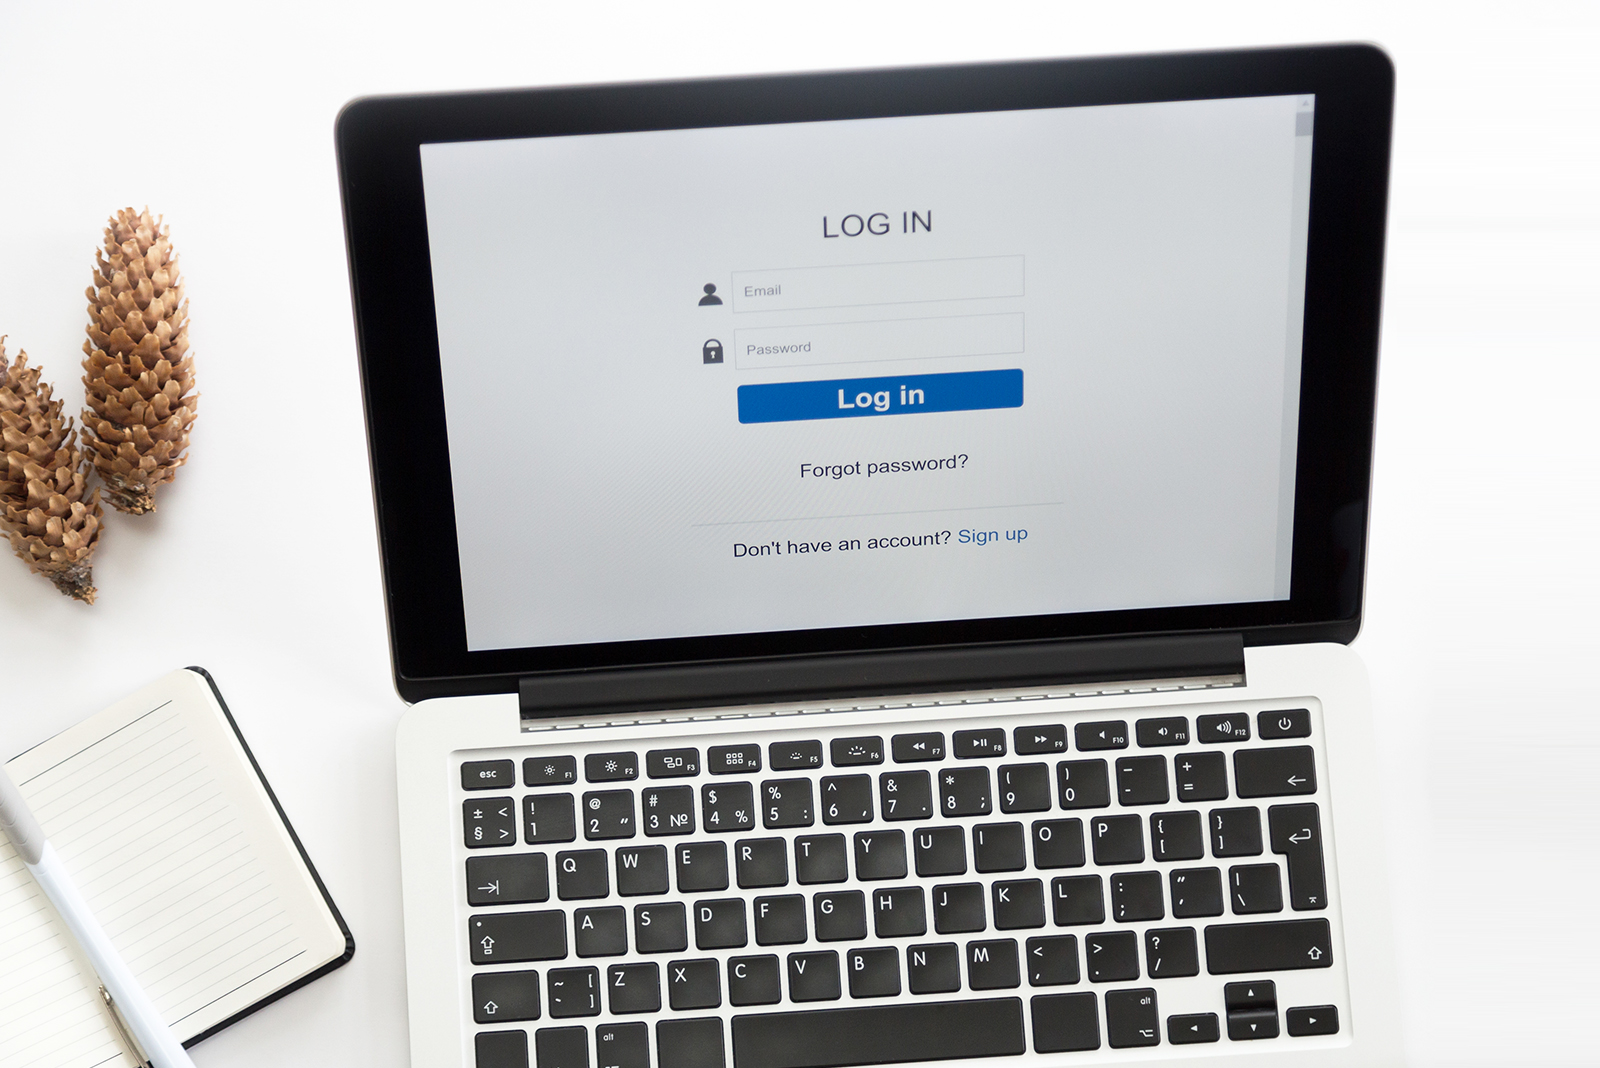 LOG IN
Email
Password
Log in
Forgot password?
Don't have an account? Sign up
esc F1 F2 F3 F4 F5 F6 F7 F8 F9 F10 F11 F12
± < ! @ # $ % ^ & * ( ) _ +
§ > 1 2 " 3 № 4 % 5 : 6 , 7 . 8 ; 9 0 - =
Q W E R T Y U I O P { [ } ]
A S D F G H J K L : ; " ' | \
~ ` [ ] Z X C V B N M < , > . ? /
alt alt